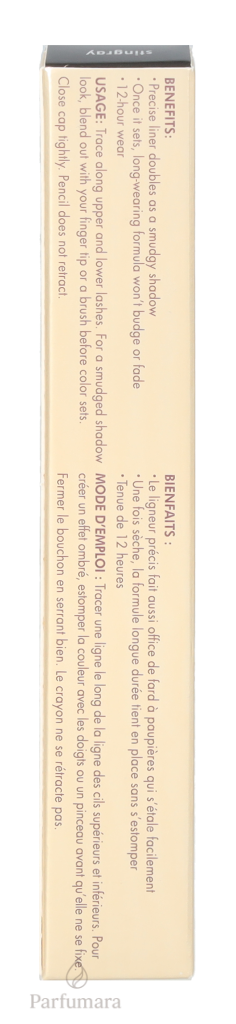 stingray
BENEFITS:
• Precise liner doubles as a smudgy shadow
• Once it sets, long-wearing formula won't budge or fade
• 12-hour wear
USAGE: Trace along upper and lower lashes. For a smudged shadow
look, blend out with your finger tip or a brush before color sets.
Close cap tightly. Pencil does not retract.
BIENFAITS :
• Le ligneur précis fait aussi office de fard à paupières qui s'étale facilement
• Une fois sèche, la formule longue durée tient en place sans s'estomper
• Tenue de 12 heures
MODE D'EMPLOI : Tracer une ligne le long de la ligne des cils supérieurs et inférieurs. Pour
créer un effet ombré, estomper la couleur avec les doigts ou un pinceau avant qu'elle ne se fixe.
Fermer le bouchon en serrant bien. Le crayon ne se rétracte pas.
Parfumara